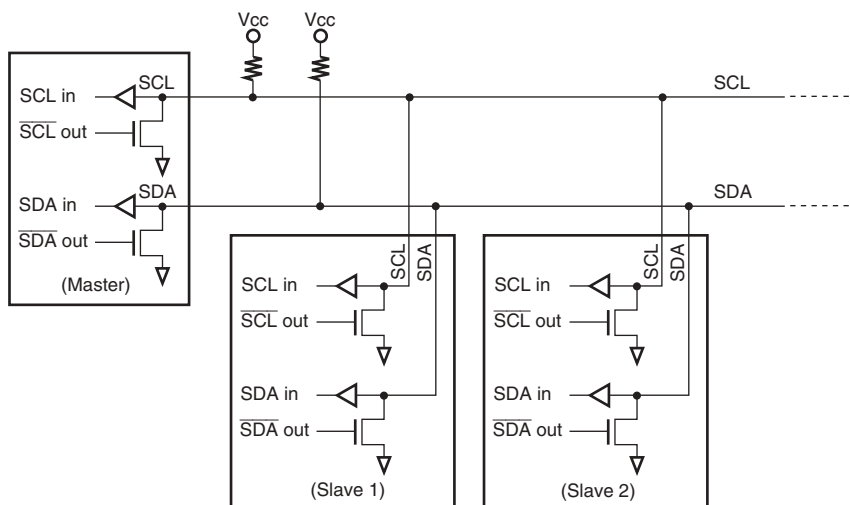 Vcc
Vcc
SCL
SCL in
SCL out
SCL
SDA
SDA in
SDA out
(Master)
SDA
SCL
SDA
SCL in
SCL out
SDA in
SDA out
(Slave 1)
SCL
SDA
SCL in
SCL out
SDA in
SDA out
(Slave 2)